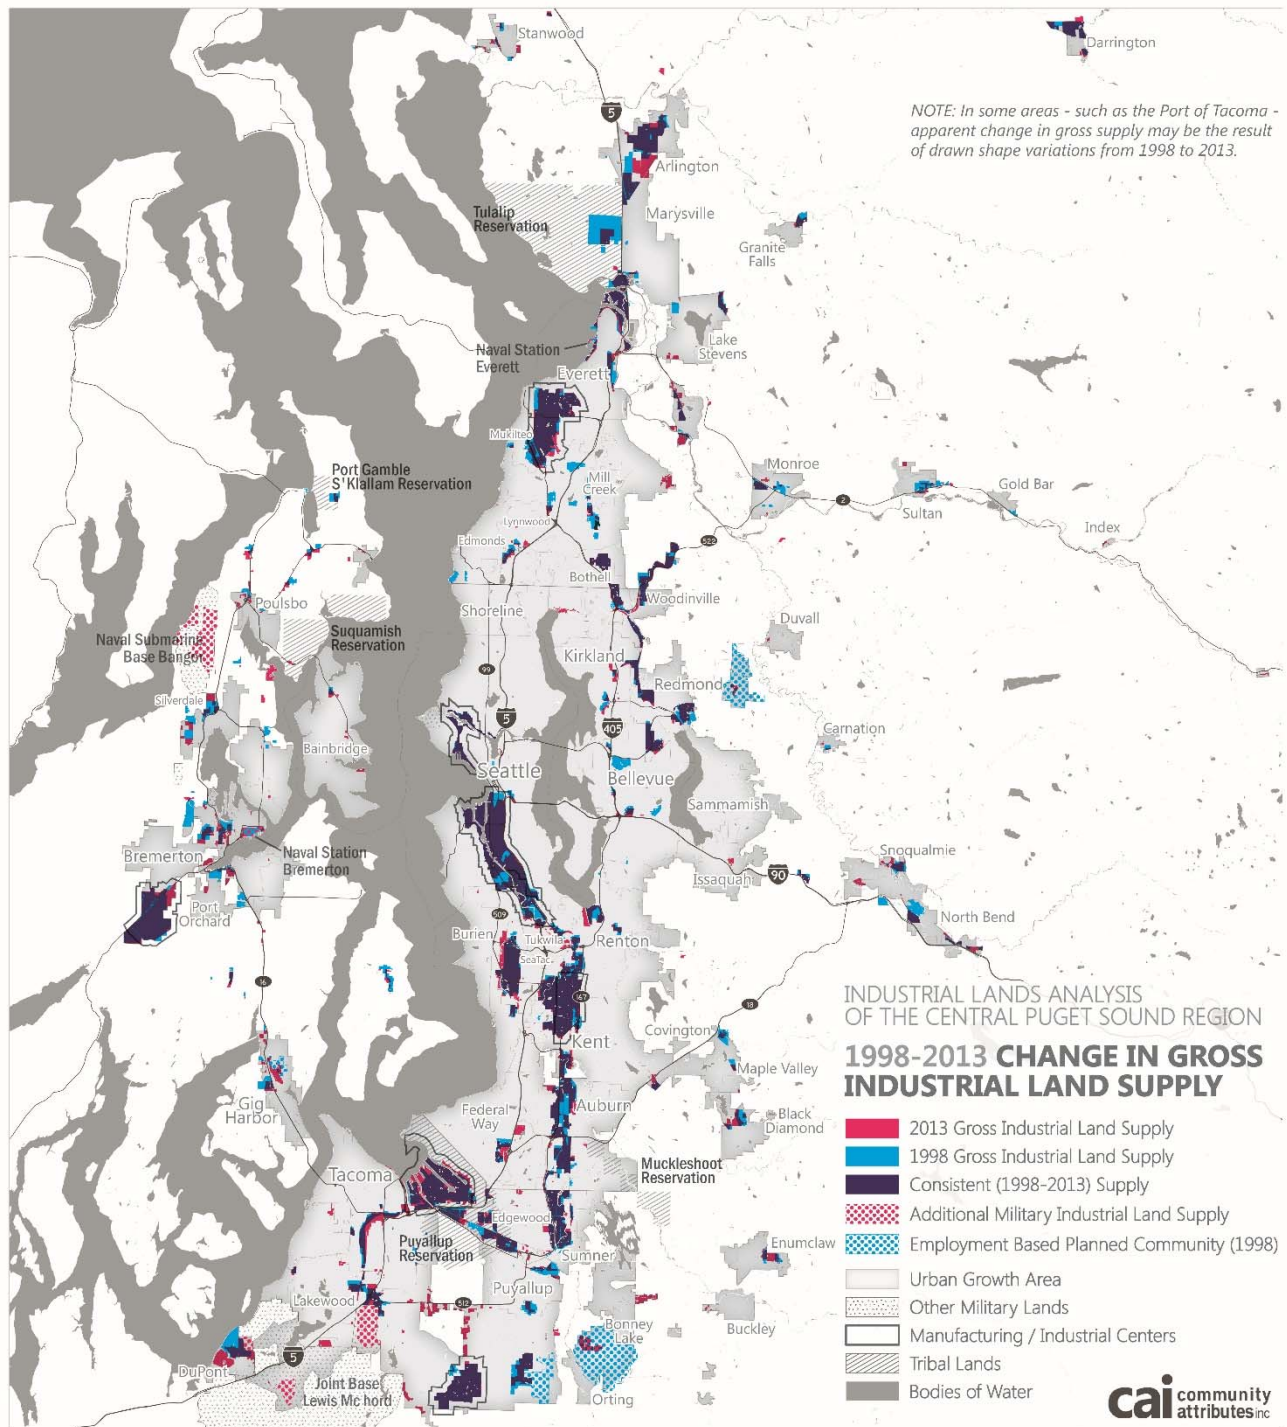 Stanwood
Darrington
5
NOTE: In some areas - such as the Port of Tacoma -
apparent change in gross supply may be the result
of drawn shape variations from 1998 to 2013.
Arlington
Tulalip
Reservation
Marysville
Granite
Falls
Lake
Stevens
Naval Station
Everett
Everett
Mukilteo
Port Gamble
S'Klallam Reservation
Mill
Creek
Monroe
2
Sultan
Gold Bar
Index
Lynnwood
Edmonds
522
Bothell
Woodinville
Shoreline
Poulsbo
Duvall
Naval Submarine
Base Bangor
Suquamish
Reservation
Kirkland
99
Redmond
Silverdale
5
405
Carnation
Bainbridge
Seattle
Bellevue
Sammamish
Bremerton
Naval Station
Bremerton
Snoqualmie
Issaquah
90
Port
Orchard
North Bend
509
Burien
Tukwila
Renton
SeaTac
16
167
18
Kent
Covington
INDUSTRIAL LANDS ANALYSIS
OF THE CENTRAL PUGET SOUND REGION
1998-2013 CHANGE IN GROSS
INDUSTRIAL LAND SUPPLY
Maple Valley
Gig
Harbor
Federal
Way
Auburn
Black
Diamond
Tacoma
Muckleshoot
Reservation
Edgewood
Puyallup
Reservation
Sumner
Enumclaw
Puyallup
Lakewood
512
Bonney
Lake
Buckley
DuPont
5
Joint Base
Lewis Mc hord
Orting
2013 Gross Industrial Land Supply
1998 Gross Industrial Land Supply
Consistent (1998-2013) Supply
Additional Military Industrial Land Supply
Employment Based Planned Community (1998)
Urban Growth Area
Other Military Lands
Manufacturing / Industrial Centers
Tribal Lands
Bodies of Water
cai community
attributes inc